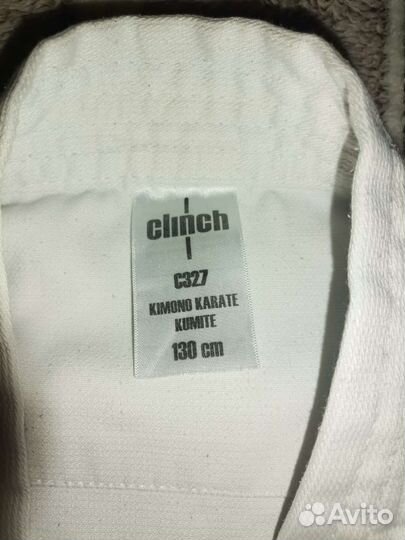 clinch
C327
KIMONO KARATE
KUMITE
130 cm
Avito